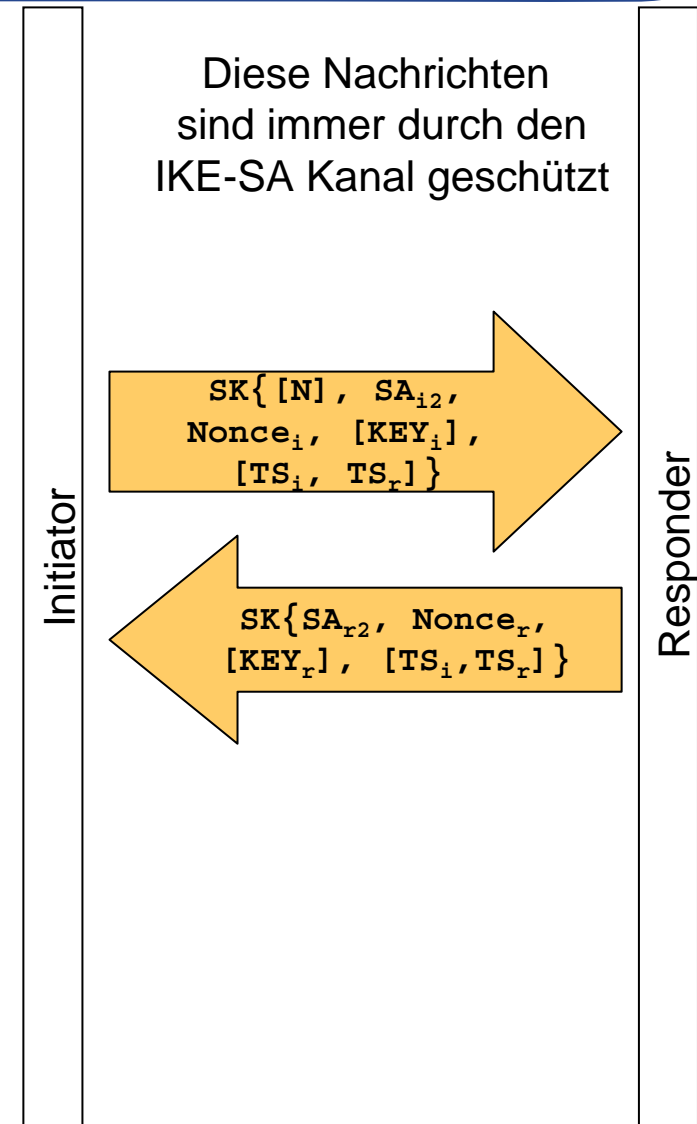 Diese Nachrichten
sind immer durch den
IKE-SA Kanal geschützt
SK{[N], SAi2,
Noncei, [KEYi],
[TSi, TSr]}
Initiator
Responder
SK{SAr2, Noncer,
[KEYr], [TSi,TSr]}